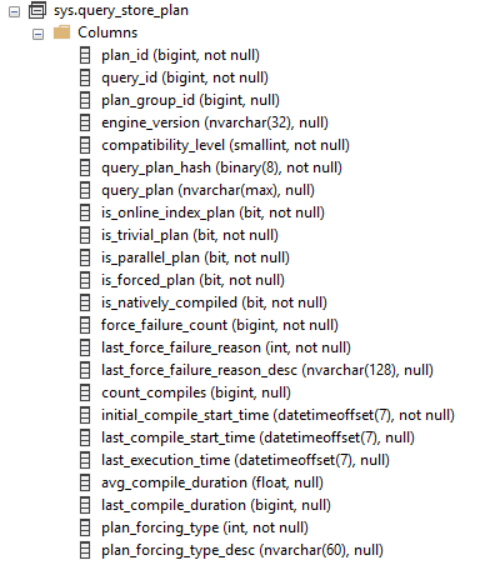 sys.query_store_plan
Columns
plan_id (bigint, not null)
query_id (bigint, not null)
plan_group_id (bigint, null)
engine_version (nvarchar(32), null)
compatibility_level (smallint, not null)
query_plan_hash (binary(8), not null)
query_plan (nvarchar(max), null)
is_online_index_plan (bit, not null)
is_trivial_plan (bit, not null)
is_parallel_plan (bit, not null)
is_forced_plan (bit, not null)
is_natively_compiled (bit, not null)
force_failure_count (bigint, not null)
last_force_failure_reason (int, not null)
last_force_failure_reason_desc (nvarchar(128), null)
count_compiles (bigint, null)
initial_compile_start_time (datetimeoffset(7), not null)
last_compile_start_time (datetimeoffset(7), null)
last_execution_time (datetimeoffset(7), null)
avg_compile_duration (float, null)
last_compile_duration (bigint, null)
plan_forcing_type (int, not null)
plan_forcing_type_desc (nvarchar(60), null)